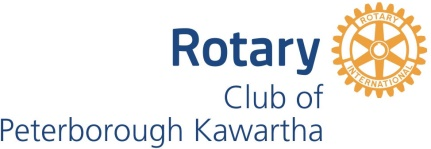 Rotary
Club of
Peterborough Kawartha
ROTARY
INTERNATIONAL